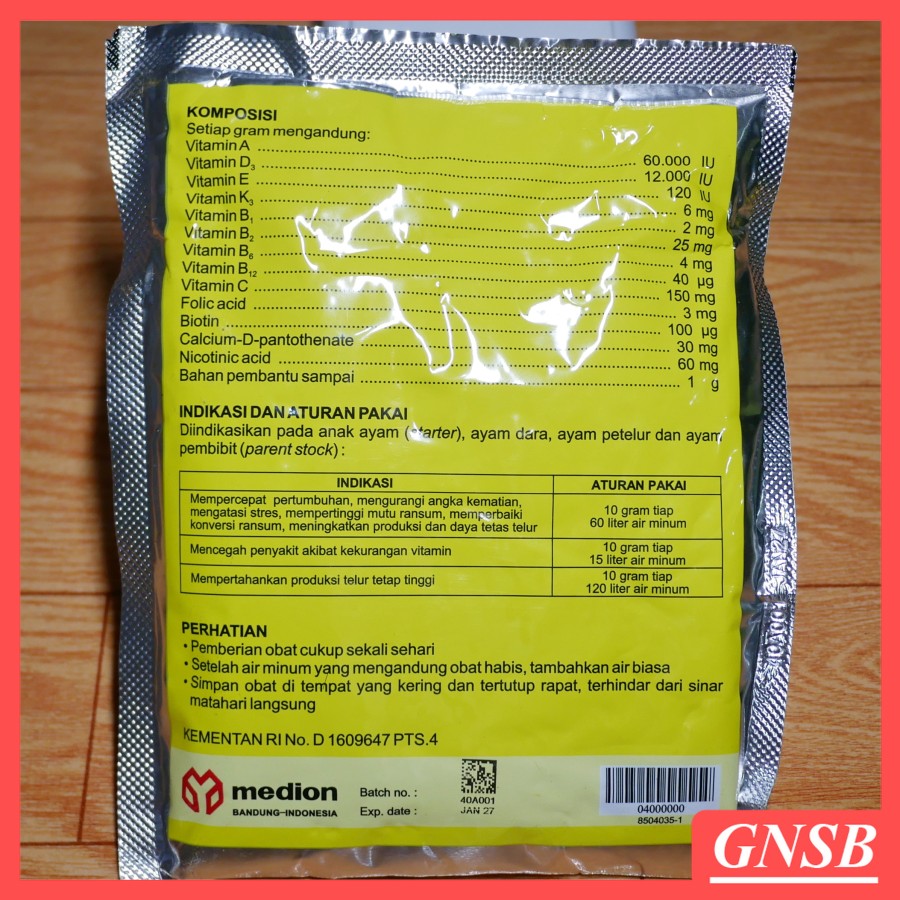 KOMPOSISI
Setiap gram mengandung:
Vitamin A ........ 60.000 IU
Vitamin D₃ ........ 12.000 IU
Vitamin E ........ 120 IU
Vitamin K₃ ........ 6 mg
Vitamin B₁ ........ 2 mg
Vitamin B₂ ........ 25 mg
Vitamin B₆ ........ 4 mg
Vitamin B₁₂ ........ 40 µg
Vitamin C ........ 150 mg
Folic acid ........ 3 mg
Biotin ........ 100 µg
Calcium-D-pantothenate ........ 30 mg
Nicotinic acid ........ 60 mg
Bahan pembantu sampai ........ 1 g
INDIKASI DAN ATURAN PAKAI
Diindikasikan pada anak ayam (starter), ayam dara, ayam petelur dan ayam
pembibit (parent stock) :
INDIKASI ATURAN PAKAI
Mempercepat pertumbuhan, mengurangi angka kematian,
mengatasi stres, mempertinggi mutu ransum, memperbaiki
konversi ransum, meningkatkan produksi dan daya tetas telur
10 gram tiap
60 liter air minum
Mencegah penyakit akibat kekurangan vitamin
10 gram tiap
15 liter air minum
Mempertahankan produksi telur tetap tinggi
10 gram tiap
120 liter air minum
PERHATIAN
• Pemberian obat cukup sekali sehari
• Setelah air minum yang mengandung obat habis, tambahkan air biasa
• Simpan obat di tempat yang kering dan tertutup rapat, terhindar dari sinar
matahari langsung
KEMENTAN RI No. D 1609647 PTS.4
medion
BANDUNG–INDONESIA
Batch no. : 40A001
Exp. date : JAN 27
04000000
8504035-1
40A001 JAN 27
GNSB